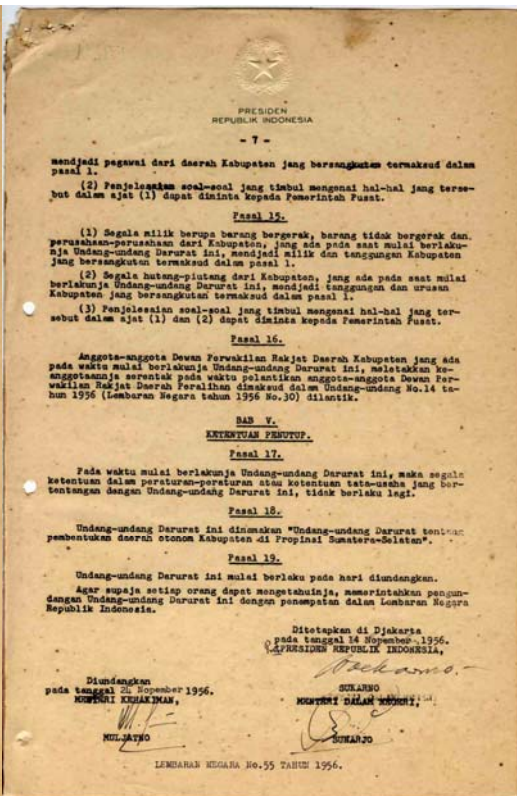 PRESIDEN
REPUBLIK INDONESIA
- 7 -
mendjadi pegawai dari daerah Kabupaten jang bersangkutan termaksud dalam
pasal 1.
(2) Penjelesaian soal-soal jang timbul mengenai hal-hal jang terse-
but dalam ajat (1) dapat diminta kepada Pemerintah Pusat.
Pasal 15.
(1) Segala milik berupa barang bergerak, barang tidak bergerak dan
perusahaan-perusahaan dari Kabupaten, jang ada pada saat mulai berlaku-
nja Undang-undang Darurat ini, mendjadi milik dan tanggungan Kabupaten
jang bersangkutan termaksud dalam pasal 1.
(2) Segala hutang-piutang dari Kabupaten, jang ada pada saat mulai
berlakunja Undang-undang Darurat ini, mendjadi tanggungan dan urusan
Kabupaten jang bersangkutan termaksud dalam pasal 1.
(3) Penjelesaian soal-soal jang timbul mengenai hal-hal jang ter-
sebut dalam ajat (1) dan (2) dapat diminta kepada Pemerintah Pusat.
Pasal 16.
Anggota-anggota Dewan Perwakilan Rakjat Daerah Kabupaten jang ada
pada waktu mulai berlakunja Undang-undang Darurat ini, meletakkan ke-
anggotaannja serentak pada waktu pelantikan anggota-anggota Dewan Per-
wakilan Rakjat Daerah Peralihan dimaksud dalam Undang-undang No.14 ta-
hun 1956 (Lembaran Negara tahun 1956 No.30) dilantik.
BAB V.
KETENTUAN PENUTUP.
Pasal 17.
Pada waktu mulai berlakunja Undang-undang Darurat ini, maka segala
ketentuan dalam peraturan-peraturan atau ketentuan tata-usaha jang ber-
tentangan dengan Undang-undang Darurat ini, tidak berlaku lagi.
Pasal 18.
Undang-undang Darurat ini dinamakan "Undang-undang Darurat tentang
pembentukan daerah otonom Kabupaten di Propinsi Sumatera-Selatan".
Pasal 19.
Undang-undang Darurat ini mulai berlaku pada hari diundangkan.
Agar supaja setiap orang dapat mengetahuinja, memerintahkan pengun-
dangan Undang-undang Darurat ini dengan penempatan dalam Lembaran Negara
Republik Indonesia.
Ditetapkan di Djakarta
pada tanggal 14 Nopember 1956.
PRESIDEN REPUBLIK INDONESIA,
Soekarno.-
SUKARNO
MENTERI DALAM NEGERI,
SUNARJO
Diundangkan
pada tanggal 21 Nopember 1956.
MENTERI KEHAKIMAN,
MULJATNO
LEMBARAN NEGARA No.55 TAHUN 1956.